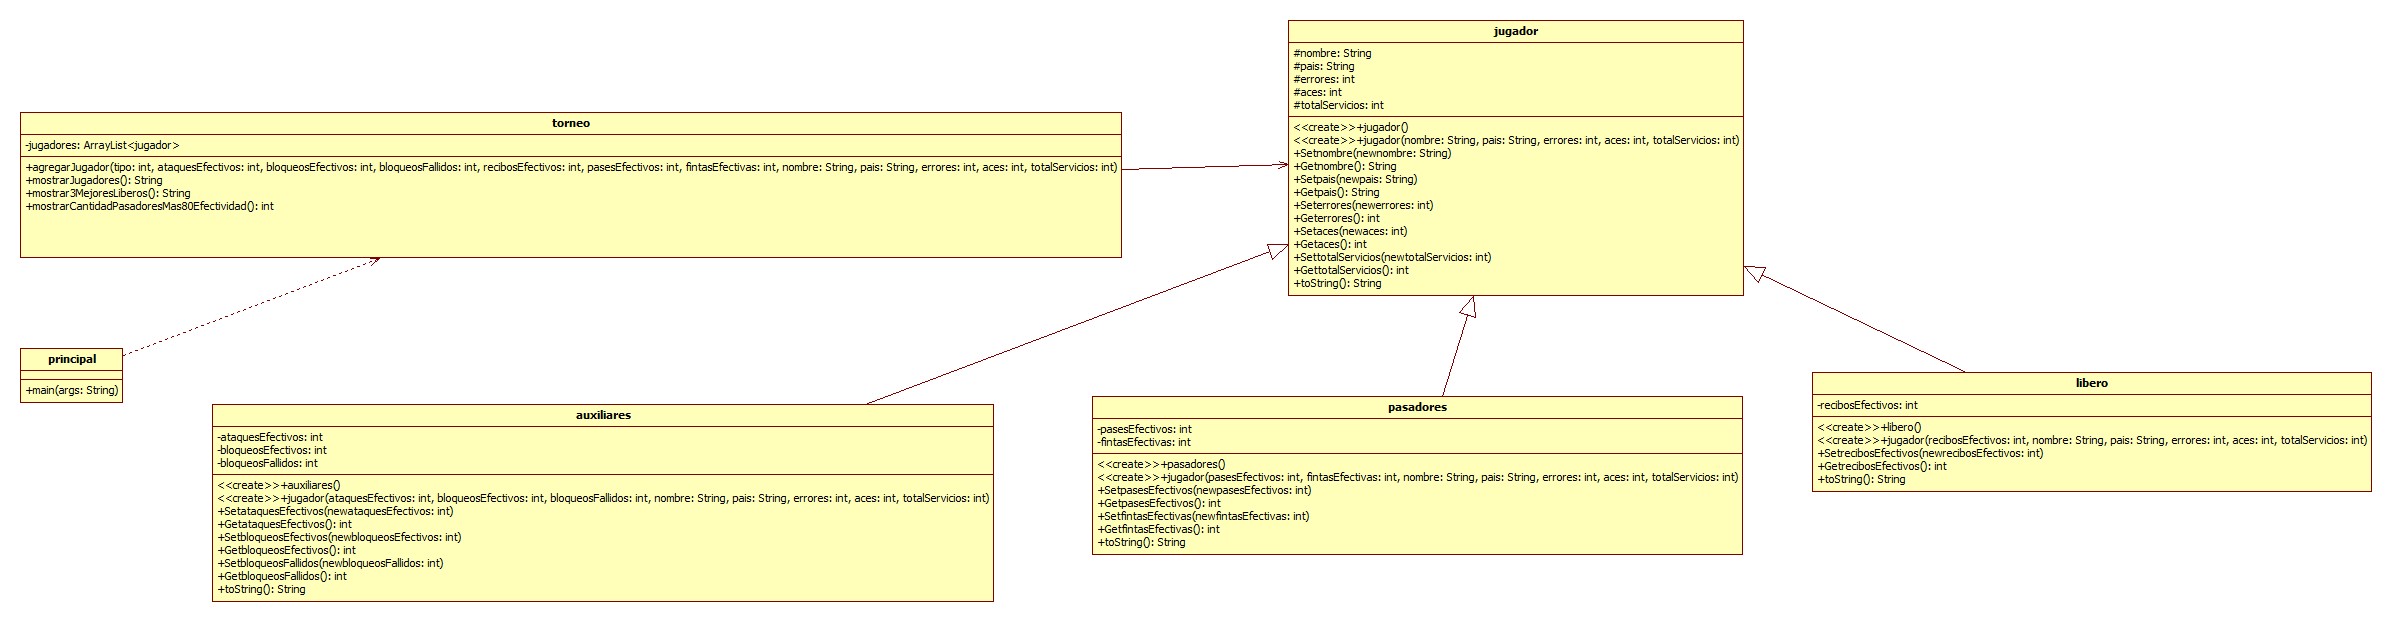 jugador
#nombre: String
#pais: String
#errores: int
#aces: int
#totalServicios: int
<<create>>+jugador()
<<create>>+jugador(nombre: String, pais: String, errores: int, aces: int, totalServicios: int)
+Setnombre(newnombre: String)
+Getnombre(): String
+Setpais(newpais: String)
+Getpais(): String
+Seterrores(newerrores: int)
+Geterrores(): int
+Setaces(newaces: int)
+Getaces(): int
+SettotalServicios(newtotalServicios: int)
+GettotalServicios(): int
+toString(): String
torneo
-jugadores: ArrayList<jugador>
+agregarJugador(tipo: int, ataquesEfectivos: int, bloqueosEfectivos: int, bloqueosFallidos: int, recibosEfectivos: int, pasesEfectivos: int, fintasEfectivas: int, nombre: String, pais: String, errores: int, aces: int, totalServicios: int)
+mostrarJugadores(): String
+mostrar3MejoresLiberos(): String
+mostrarCantidadPasadoresMas80Efectividad(): int
principal
+main(args: String)
auxiliares
-ataquesEfectivos: int
-bloqueosEfectivos: int
-bloqueosFallidos: int
<<create>>+auxiliares()
<<create>>+jugador(ataquesEfectivos: int, bloqueosEfectivos: int, bloqueosFallidos: int, nombre: String, pais: String, errores: int, aces: int, totalServicios: int)
+SetataquesEfectivos(newataquesEfectivos: int)
+GetataquesEfectivos(): int
+SetbloqueosEfectivos(newbloqueosEfectivos: int)
+GetbloqueosEfectivos(): int
+SetbloqueosFallidos(newbloqueosFallidos: int)
+GetbloqueosFallidos(): int
+toString(): String
pasadores
-pasesEfectivos: int
-fintasEfectivas: int
<<create>>+pasadores()
<<create>>+jugador(pasesEfectivos: int, fintasEfectivas: int, nombre: String, pais: String, errores: int, aces: int, totalServicios: int)
+SetpasesEfectivos(newpasesEfectivos: int)
+GetpasesEfectivos(): int
+SetfintasEfectivas(newfintasEfectivas: int)
+GetfintasEfectivas(): int
+toString(): String
libero
-recibosEfectivos: int
<<create>>+libero()
<<create>>+jugador(recibosEfectivos: int, nombre: String, pais: String, errores: int, aces: int, totalServicios: int)
+SetrecibosEfectivos(newrecibosEfectivos: int)
+GetrecibosEfectivos(): int
+toString(): String